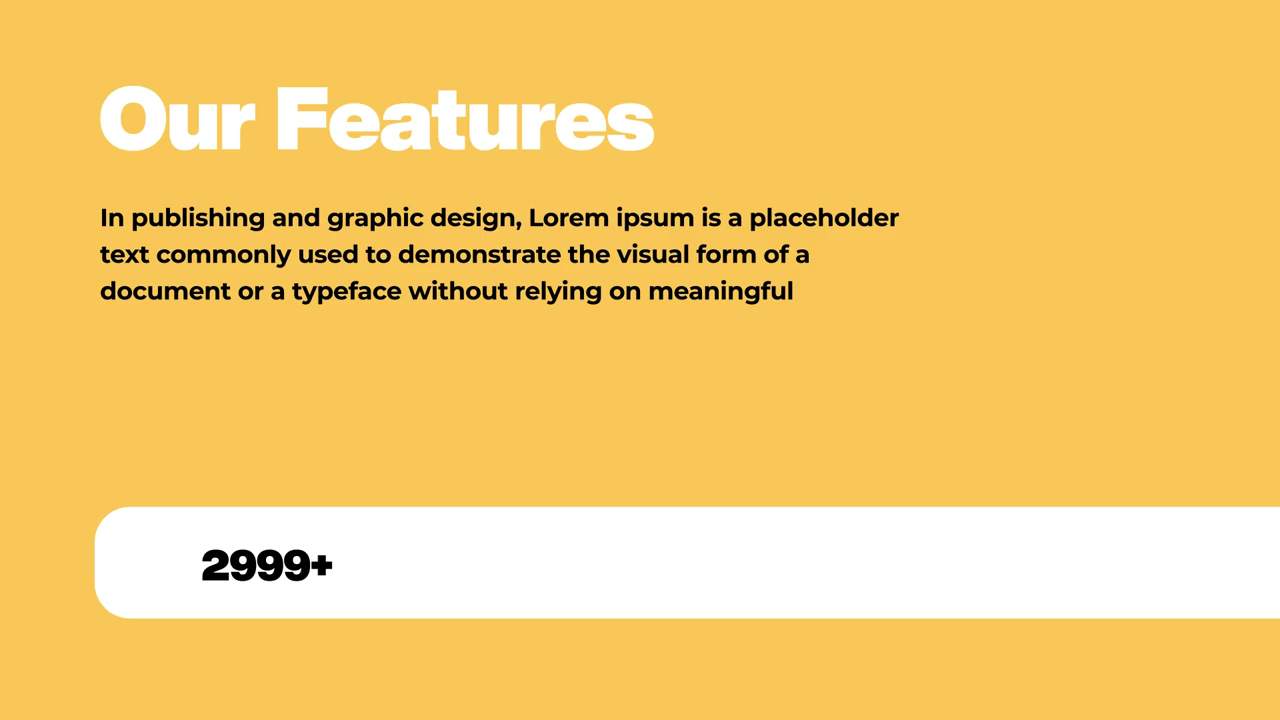 Our Features
In publishing and graphic design, Lorem ipsum is a placeholder
text commonly used to demonstrate the visual form of a
document or a typeface without relying on meaningful
2999+